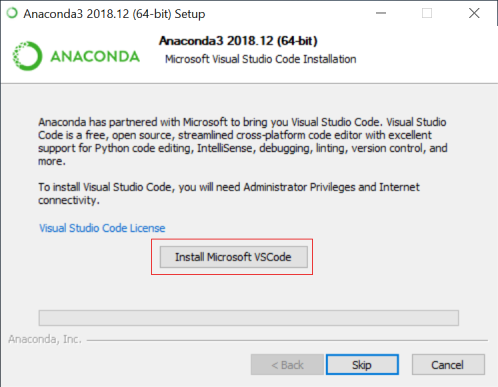 Anaconda3 2018.12 (64-bit) Setup
ANACONDA
Anaconda3 2018.12 (64-bit)
Microsoft Visual Studio Code Installation
Anaconda has partnered with Microsoft to bring you Visual Studio Code. Visual Studio
Code is a free, open source, streamlined cross-platform code editor with excellent
support for Python code editing, IntelliSense, debugging, linting, version control, and
more.
To install Visual Studio Code, you will need Administrator Privileges and Internet
connectivity.
Visual Studio Code License
Install Microsoft VSCode
Anaconda, Inc.
< Back
Skip
Cancel